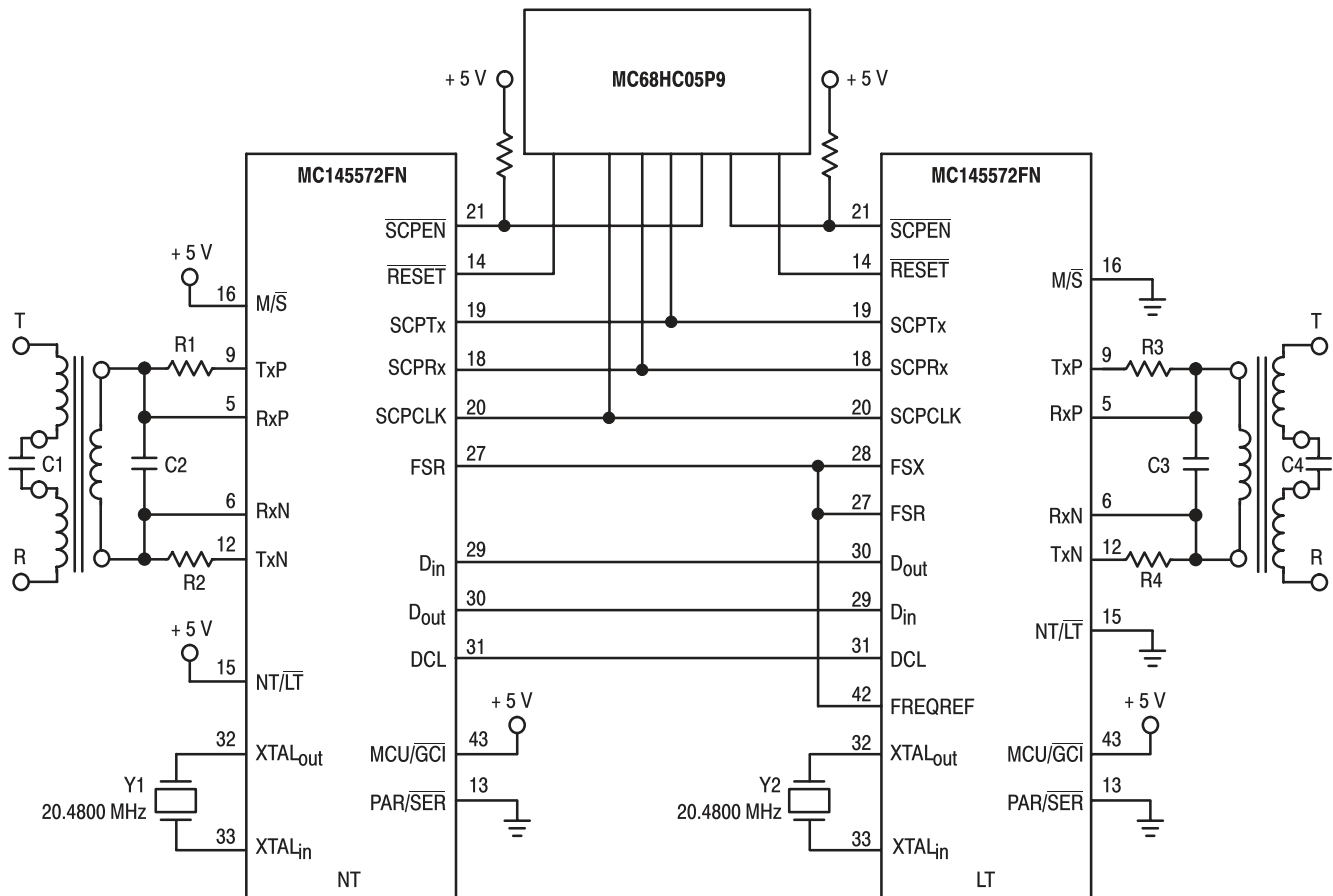 MC68HC05P9
+ 5 V
+ 5 V
MC145572FN
21 SCPEN
14 RESET
19 SCPTx
18 SCPRx
20 SCPCLK
27 FSR
29 Din
30 Dout
31 DCL
+ 5 V
43 MCU/GCI
13 PAR/SER
+ 5 V
16 M/S
9 TxP
5 RxP
6 RxN
12 TxN
+ 5 V
15 NT/LT
32 XTALout
33 XTALin
NT
T
R
C1
C2
R1
R2
Y1
20.4800 MHz
MC145572FN
21 SCPEN
14 RESET
19 SCPTx
18 SCPRx
20 SCPCLK
28 FSX
27 FSR
30 Dout
29 Din
31 DCL
42 FREQREF
32 XTALout
33 XTALin
Y2
20.4800 MHz
M/S 16
TxP 9
RxP 5
RxN 6
TxN 12
NT/LT 15
+ 5 V
MCU/GCI 43
PAR/SER 13
LT
R3
C3
R4
C4
T
R